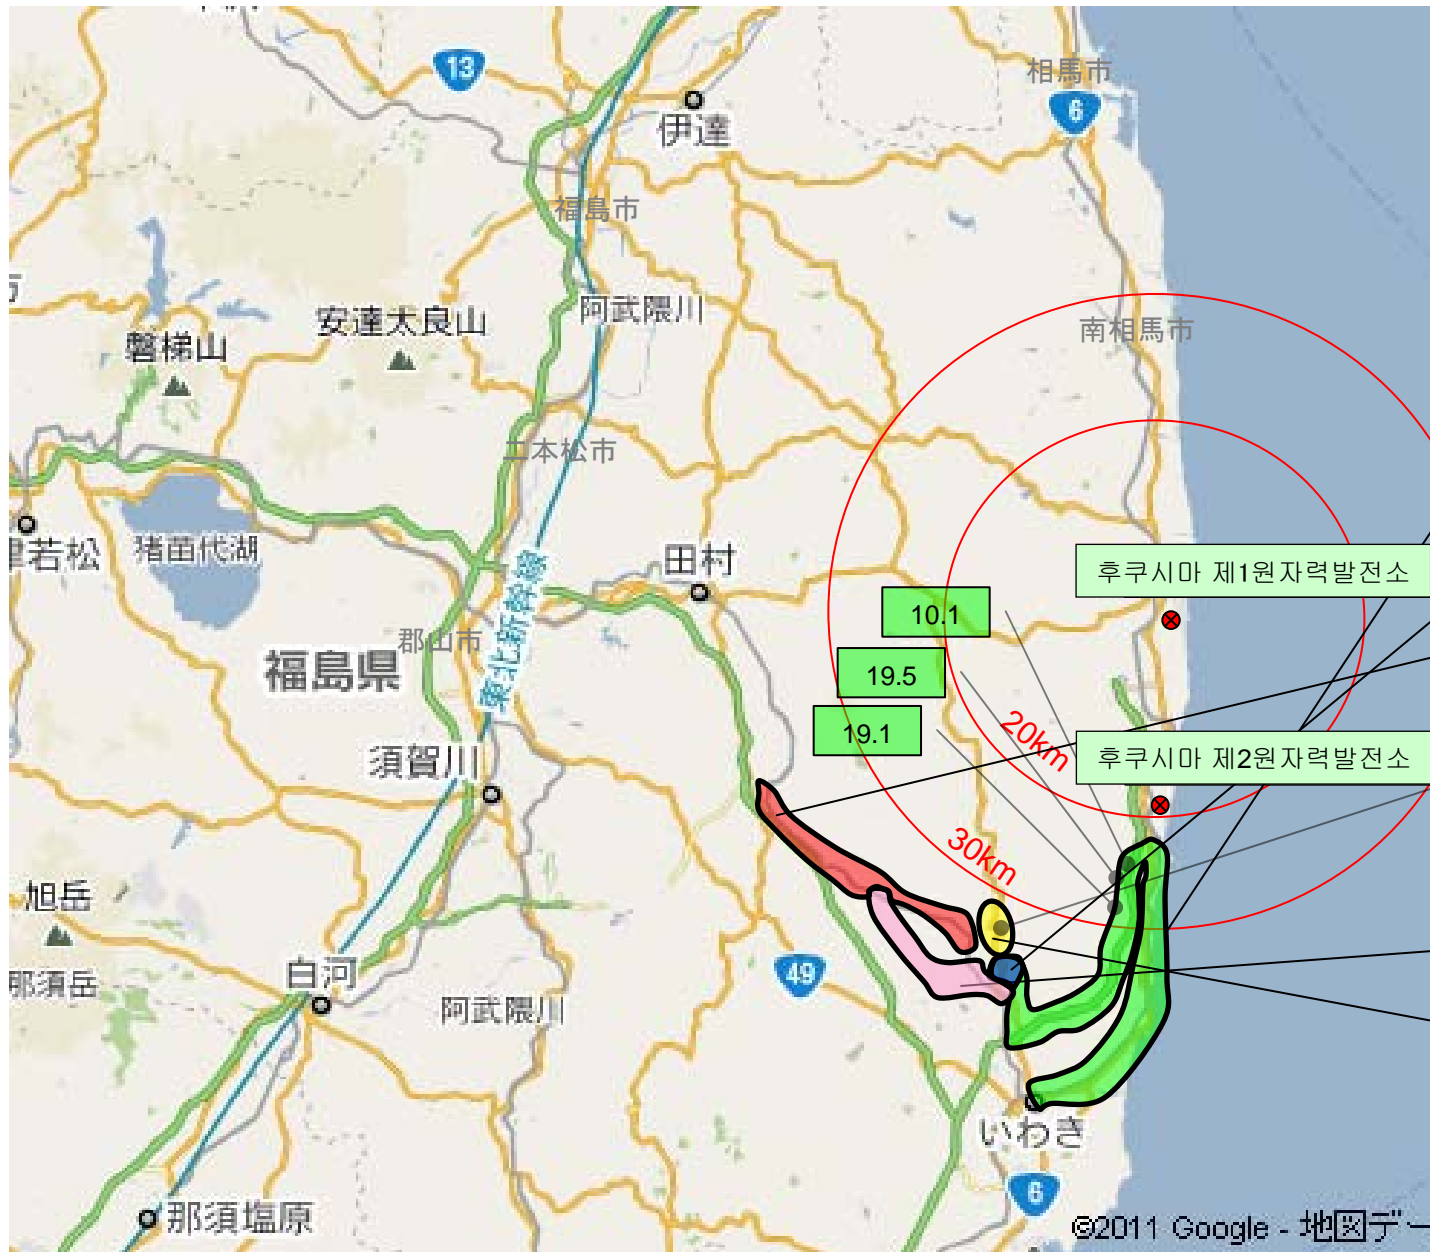 13
相馬市
6
伊達
福島市
阿武隈川
安達太良山
磐梯山
南相馬市
二本松市
猪苗代湖
若松
田村
후쿠시마 제1원자력발전소
10.1
東北新幹線
郡山市
福島県
19.5
19.1
20km
후쿠시마 제2원자력발전소
須賀川
30km
旭岳
白河
49
那須岳
阿武隈川
いわき
6
那須塩原
©2011 Google - 地図デー